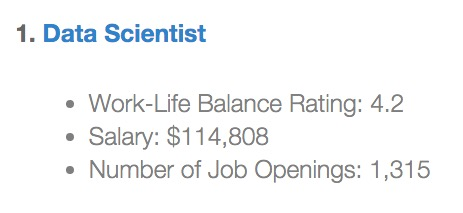 1. Data Scientist
• Work-Life Balance Rating: 4.2
• Salary: $114,808
• Number of Job Openings: 1,315